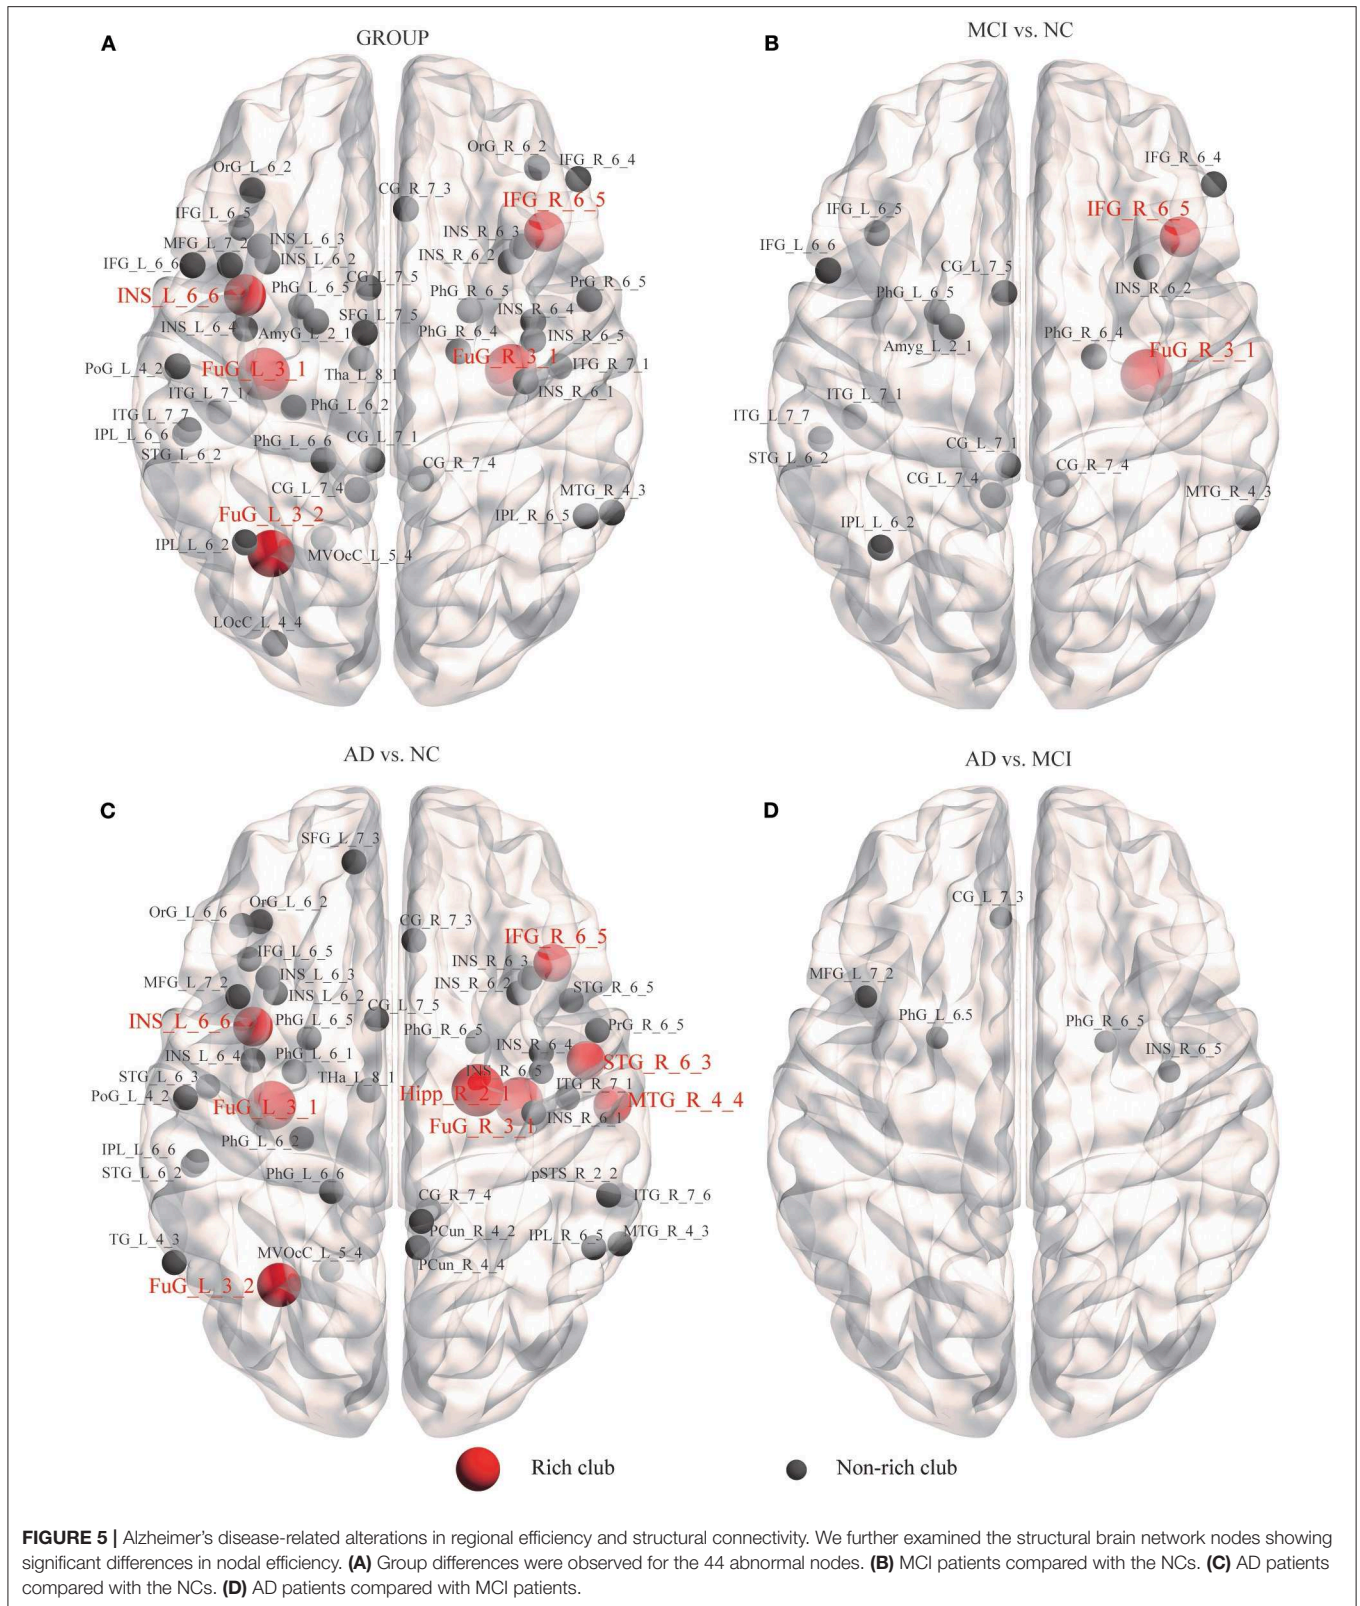 A
GROUP
OrG_L_6_2
IFG_L_6_5
MFG_L_7_2
INS_L_6_3
IFG_L_6_6
INS_L_6_2
INS_L_6_6
PhG_L_6_5
CG_L_7_5
INS_L_6_4
AmyG_L_2_1
SFG_L_7_5
PoG_L_4_2
FuG_L_3_1
Tha_L_8_1
ITG_L_7_1
PhG_L_6_2
ITG_L_7_7
IPL_L_6_6
STG_L_6_2
PhG_L_6_6
CG_L_7_1
CG_L_7_4
FuG_L_3_2
IPL_L_6_2
MVOcC_L_5_4
LOcC_L_4_4
OrG_R_6_2
IFG_R_6_4
CG_R_7_3
IFG_R_6_5
INS_R_6_3
INS_R_6_2
PrG_R_6_5
PhG_R_6_5
INS_R_6_4
PhG_R_6_4
INS_R_6_5
FuG_R_3_1
ITG_R_7_1
INS_R_6_1
CG_R_7_4
MTG_R_4_3
IPL_R_6_5
B
MCI vs. NC
IFG_R_6_4
IFG_L_6_5
IFG_R_6_5
IFG_L_6_6
CG_L_7_5
INS_R_6_2
PhG_L_6_5
Amyg_L_2_1
PhG_R_6_4
FuG_R_3_1
ITG_L_7_1
ITG_L_7_7
STG_L_6_2
CG_L_7_1
CG_L_7_4
CG_R_7_4
MTG_R_4_3
IPL_L_6_2
C
AD vs. NC
SFG_L_7_3
OrG_L_6_6
OrG_L_6_2
IFG_L_6_5
INS_L_6_3
MFG_L_7_2
INS_L_6_2
CG_L_7_5
INS_L_6_6
PhG_L_6_5
INS_L_6_4
PhG_L_6_1
STG_L_6_3
THa_L_8_1
PoG_L_4_2
FuG_L_3_1
PhG_L_6_2
IPL_L_6_6
STG_L_6_2
PhG_L_6_6
TG_L_4_3
MVOcC_L_5_4
FuG_L_3_2
CG_R_7_3
IFG_R_6_5
INS_R_6_3
INS_R_6_2
STG_R_6_5
PhG_R_6_5
PrG_R_6_5
INS_R_6_4
STG_R_6_3
INS_R_6_5
Hipp_R_2_1
ITG_R_7_1
MTG_R_4_4
FuG_R_3_1
INS_R_6_1
pSTS_R_2_2
CG_R_7_4
ITG_R_7_6
PCun_R_4_2
IPL_R_6_5
MTG_R_4_3
PCun_R_4_4
D
AD vs. MCI
CG_L_7_3
MFG_L_7_2
PhG_L_6.5
PhG_R_6_5
INS_R_6_5
Rich club
Non-rich club
FIGURE 5 | Alzheimer's disease-related alterations in regional efficiency and structural connectivity. We further examined the structural brain network nodes showing
significant differences in nodal efficiency. (A) Group differences were observed for the 44 abnormal nodes. (B) MCI patients compared with the NCs. (C) AD patients
compared with the NCs. (D) AD patients compared with MCI patients.